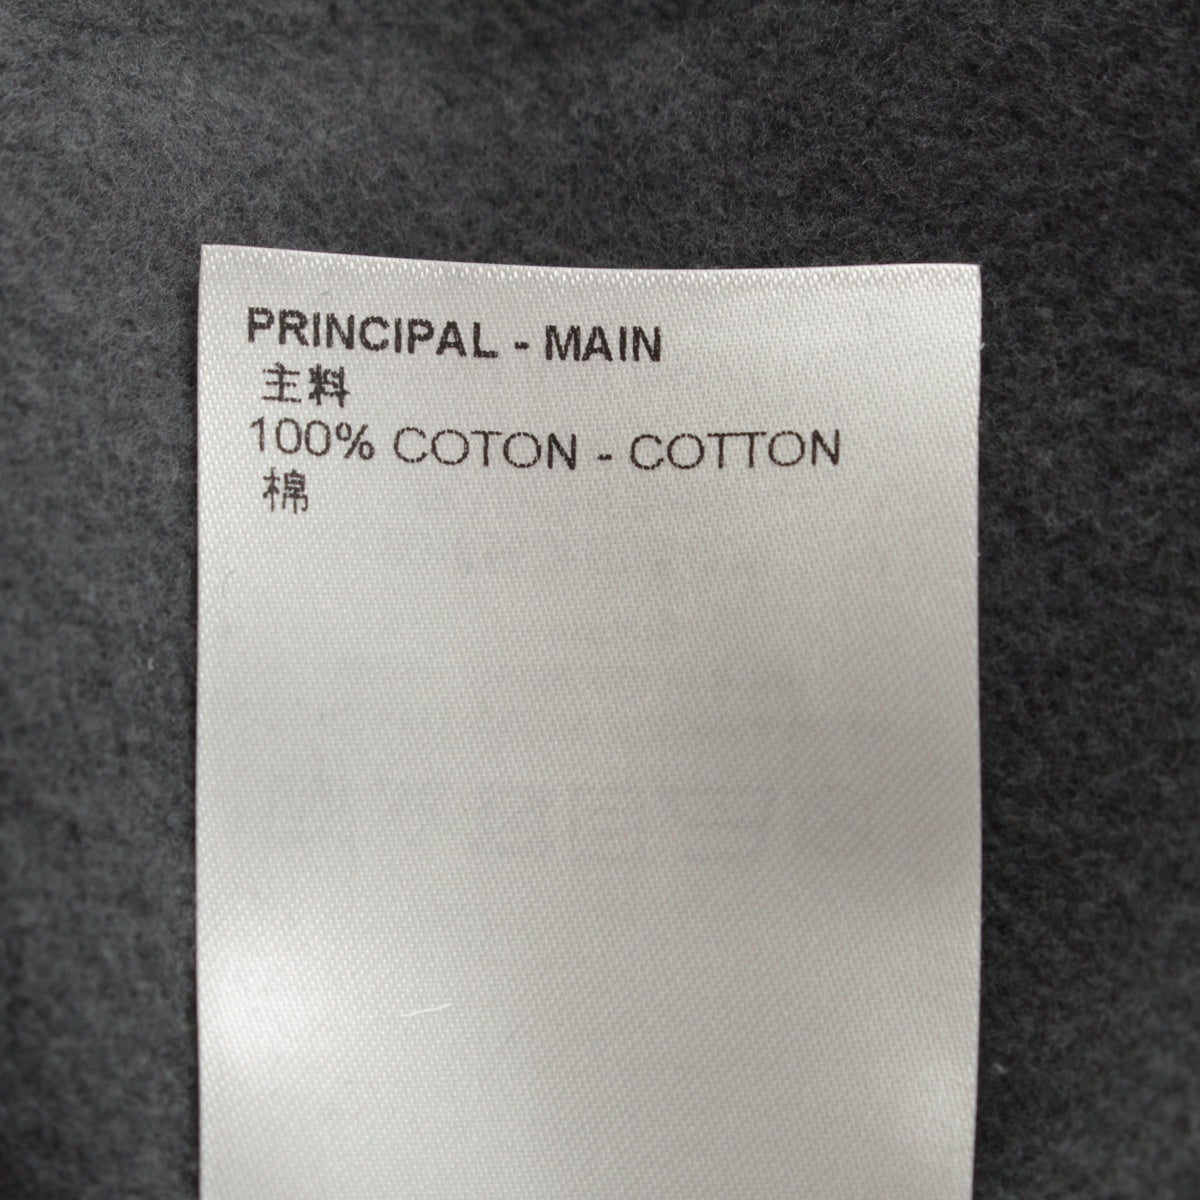 PRINCIPAL - MAIN
主料
100% COTON - COTTON
棉